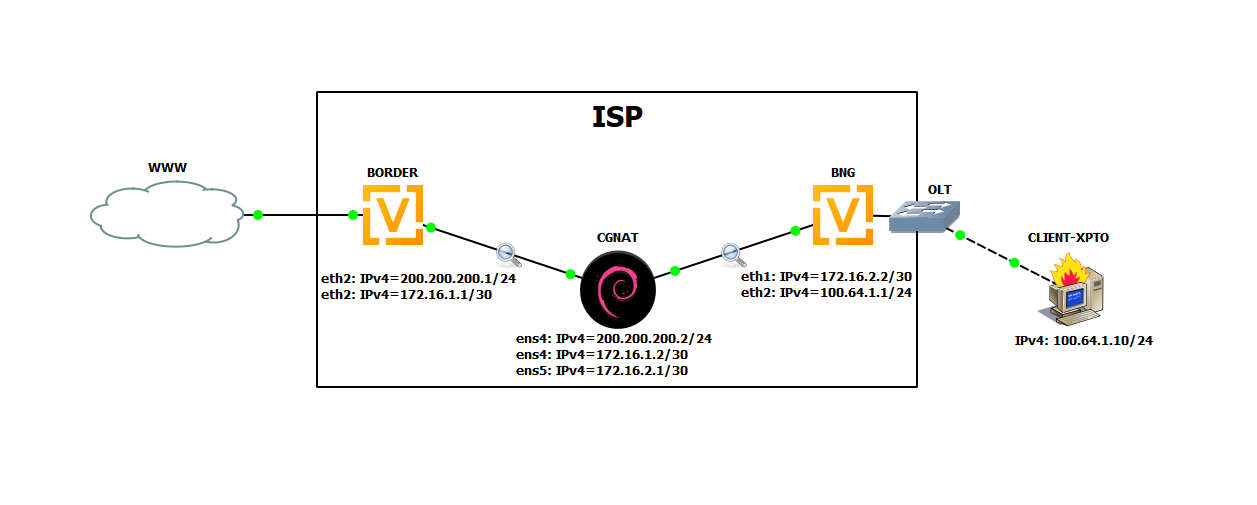 ISP
WWW
BORDER
BNG
OLT
CGNAT
CLIENT-XPTO
eth2: IPv4=200.200.200.1/24
eth2: IPv4=172.16.1.1/30
eth1: IPv4=172.16.2.2/30
eth2: IPv4=100.64.1.1/24
ens4: IPv4=200.200.200.2/24
ens4: IPv4=172.16.1.2/30
ens5: IPv4=172.16.2.1/30
IPv4: 100.64.1.10/24